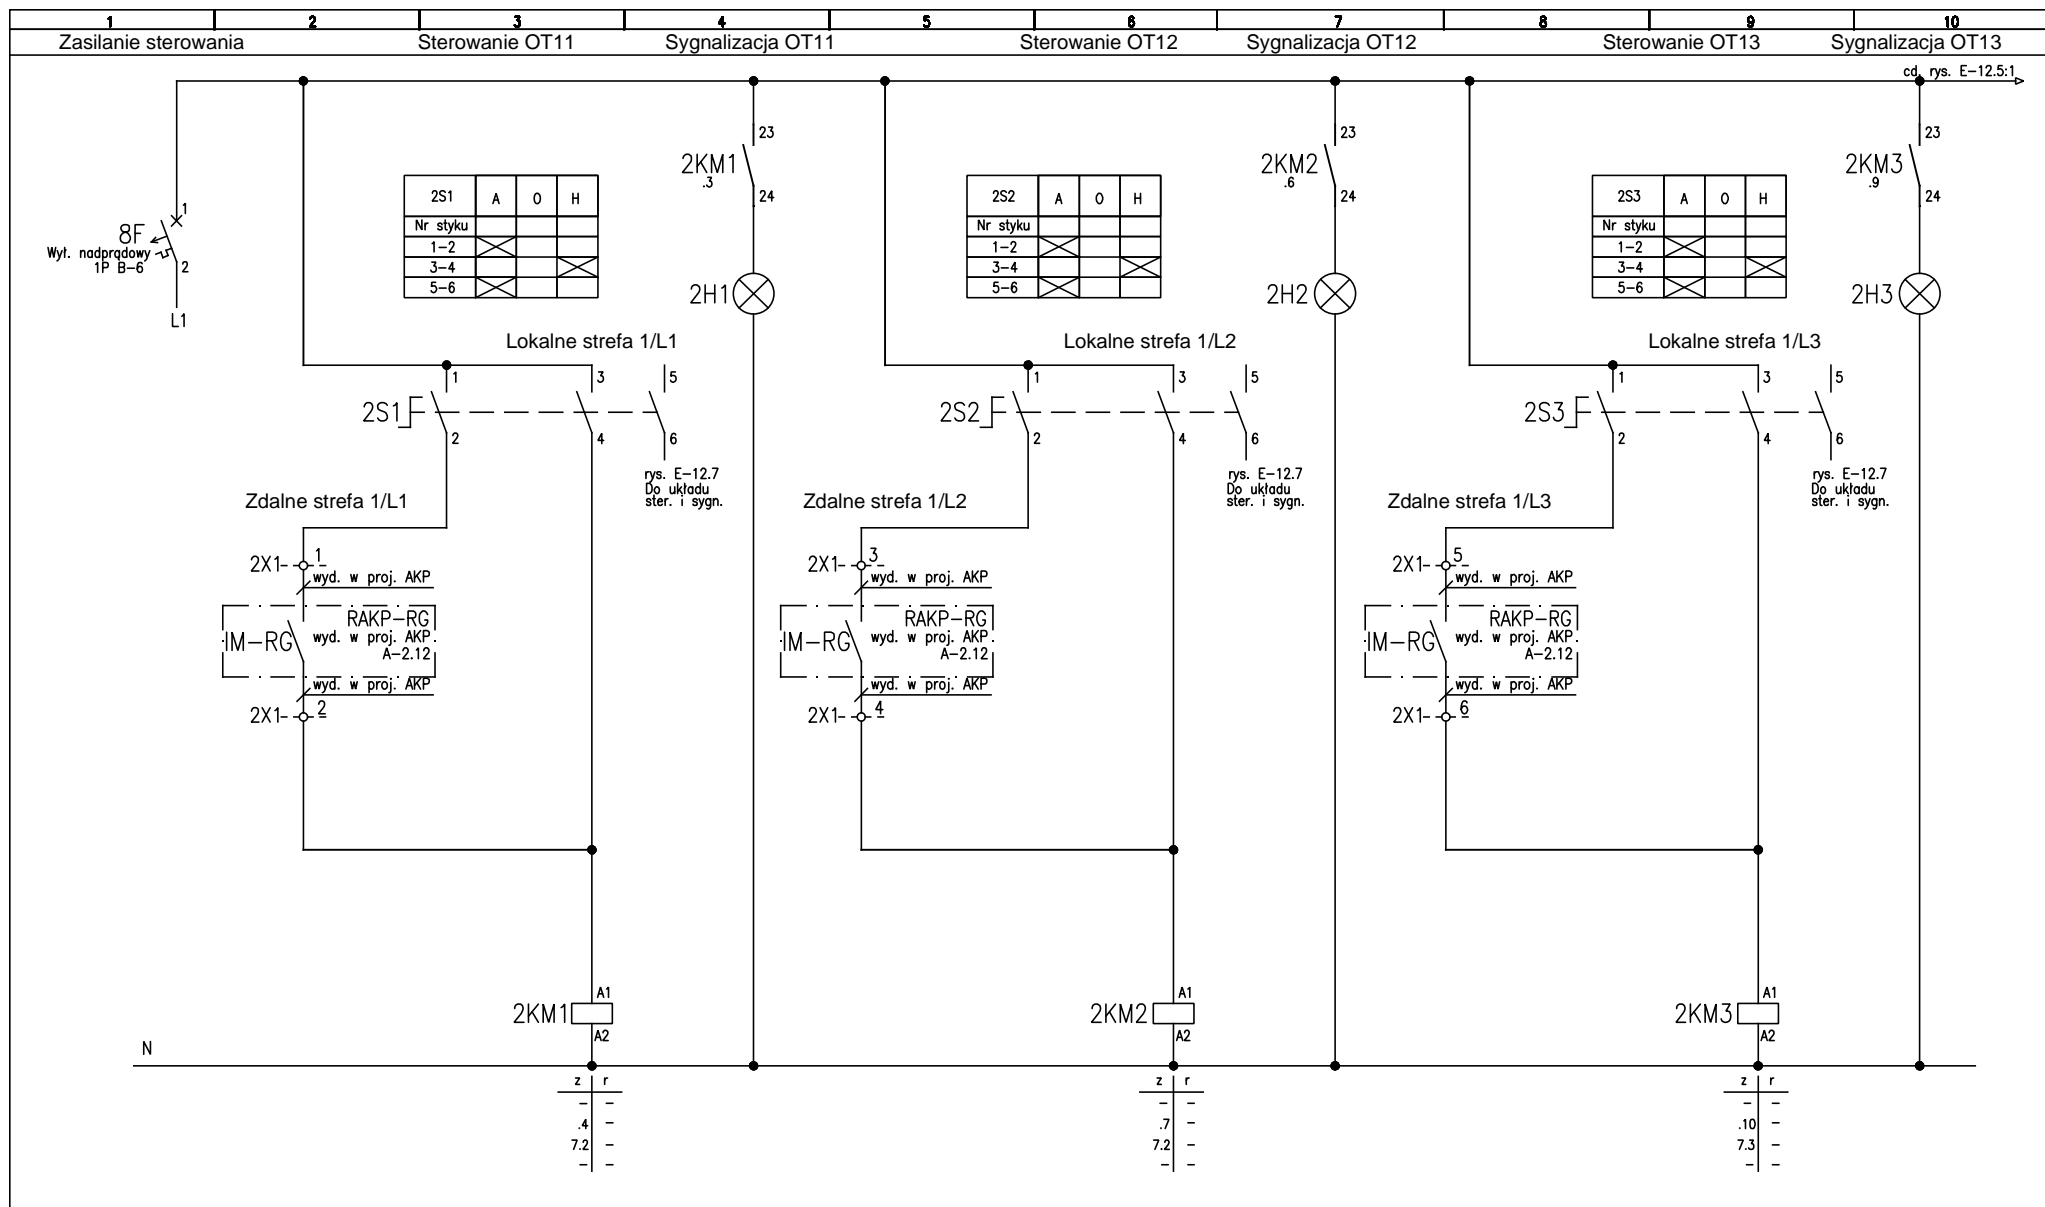 1 2 3 4 5 6 7 8 9 10
Zasilanie sterowania Sterowanie OT11 Sygnalizacja OT11 Sterowanie OT12 Sygnalizacja OT12 Sterowanie OT13 Sygnalizacja OT13
cd. rys. E-12.5:1
1
8F
Wył. nadprądowy
1P B-6
2
L1
2S1 A O H
Nr styku
1-2
3-4
5-6
23
2KM1
.3
24
2H1
Lokalne strefa 1/L1
1 3 5
2S1
2 4 6
rys. E-12.7
Do układu
ster. i sygn.
Zdalne strefa 1/L1
2X1 1
wyd. w proj. AKP
RAKP-RG
IM-RG wyd. w proj. AKP
A-2.12
wyd. w proj. AKP
2X1 2
A1
2KM1
A2
2S2 A O H
Nr styku
1-2
3-4
5-6
23
2KM2
.6
24
2H2
Lokalne strefa 1/L2
1 3 5
2S2
2 4 6
rys. E-12.7
Do układu
ster. i sygn.
Zdalne strefa 1/L2
2X1 3
wyd. w proj. AKP
RAKP-RG
IM-RG wyd. w proj. AKP
A-2.12
wyd. w proj. AKP
2X1 4
A1
2KM2
A2
2S3 A O H
Nr styku
1-2
3-4
5-6
23
2KM3
.9
24
2H3
Lokalne strefa 1/L3
1 3 5
2S3
2 4 6
rys. E-12.7
Do układu
ster. i sygn.
Zdalne strefa 1/L3
2X1 5
wyd. w proj. AKP
RAKP-RG
IM-RG wyd. w proj. AKP
A-2.12
wyd. w proj. AKP
2X1 6
A1
2KM3
A2
N
z r
- -
.4 -
7.2 -
- -
z r
- -
.7 -
7.2 -
- -
z r
- -
.10 -
7.3 -
- -